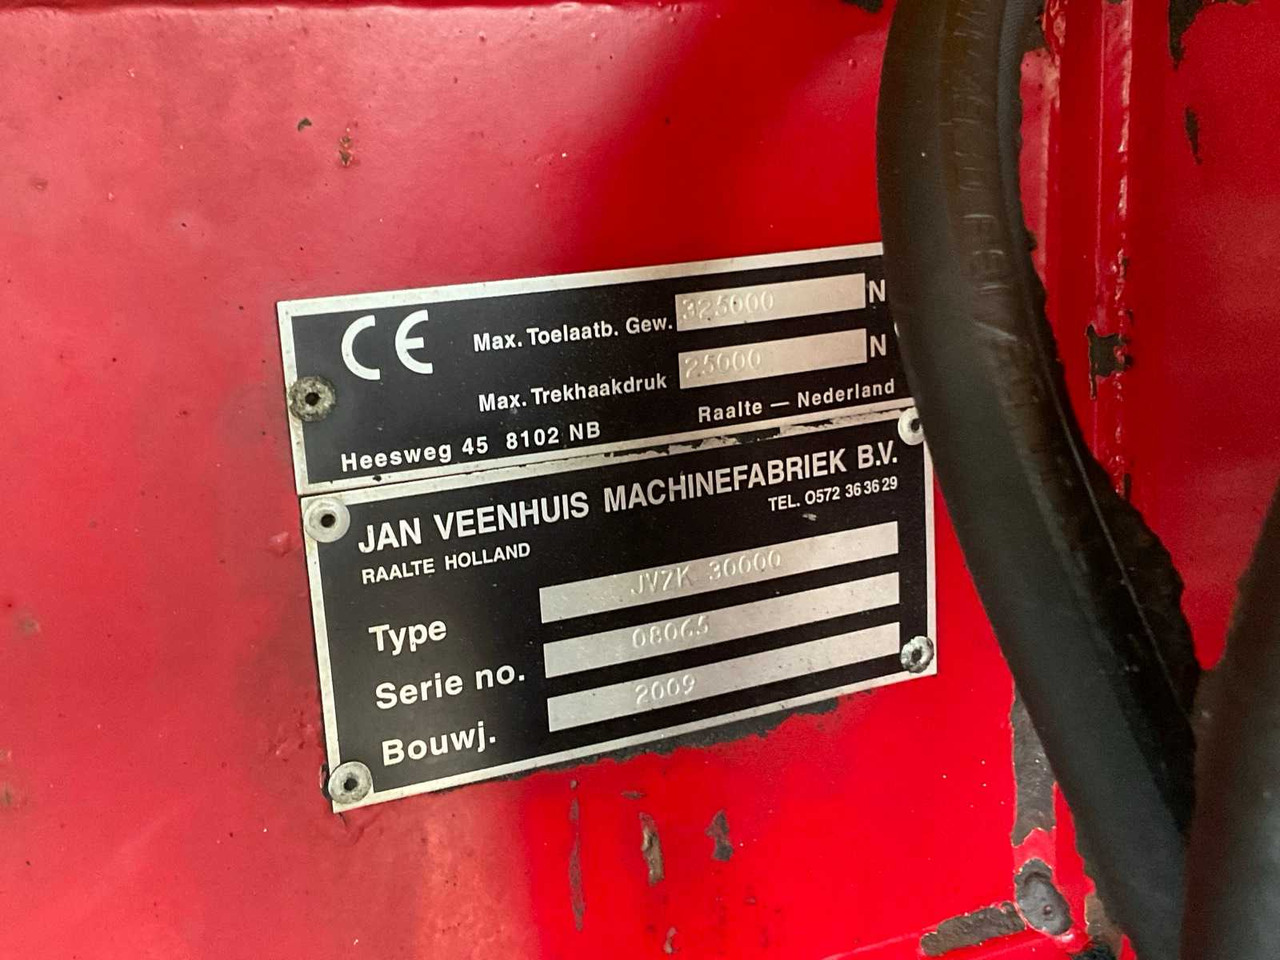 CE
Max. Toelaatb. Gew. 325000 N
Max. Trekhaakdruk 25000 N
Heesweg 45 8102 NB Raalte — Nederland
JAN VEENHUIS MACHINEFABRIEK B.V.
RAALTE HOLLAND TEL. 0572 36 36 29
Type JVZK 30000
Serie no. 08065
Bouwj. 2009